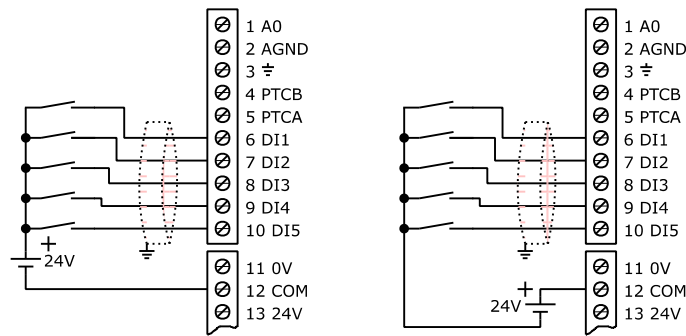 1 A0
2 AGND
3
4 PTCB
5 PTCA
6 DI1
7 DI2
8 DI3
9 DI4
10 DI5
+
24V
11 0V
12 COM
13 24V
1 A0
2 AGND
3
4 PTCB
5 PTCA
6 DI1
7 DI2
8 DI3
9 DI4
10 DI5
11 0V
+
12 COM
24V
13 24V